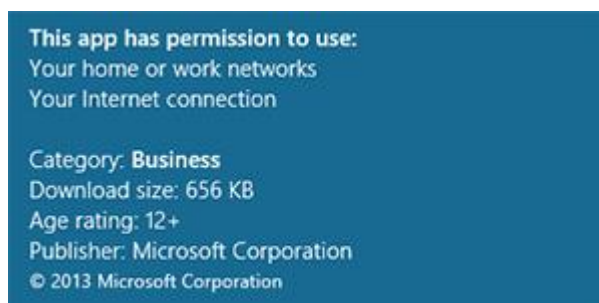 This app has permission to use:
Your home or work networks
Your Internet connection
Category: Business
Download size: 656 KB
Age rating: 12+
Publisher: Microsoft Corporation
© 2013 Microsoft Corporation